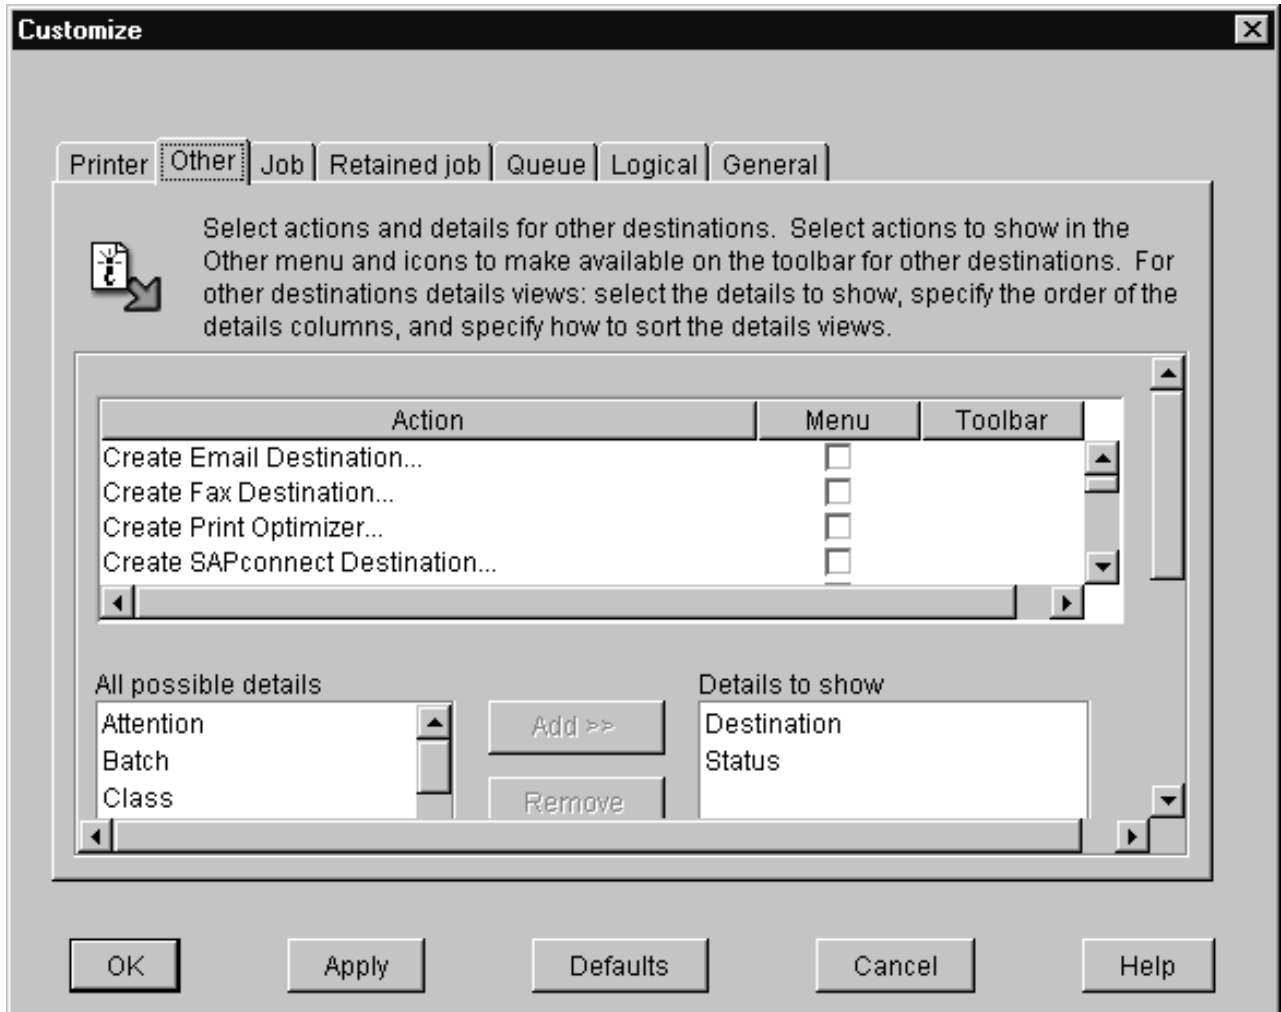 Customize
Printer Other Job Retained job Queue Logical General
Select actions and details for other destinations. Select actions to show in the
Other menu and icons to make available on the toolbar for other destinations. For
other destinations details views: select the details to show, specify the order of the
details columns, and specify how to sort the details views.
Action Menu Toolbar
Create Email Destination...
Create Fax Destination...
Create Print Optimizer...
Create SAPconnect Destination...
All possible details
Attention
Batch
Class
Add >>
Remove
Details to show
Destination
Status
OK Apply Defaults Cancel Help